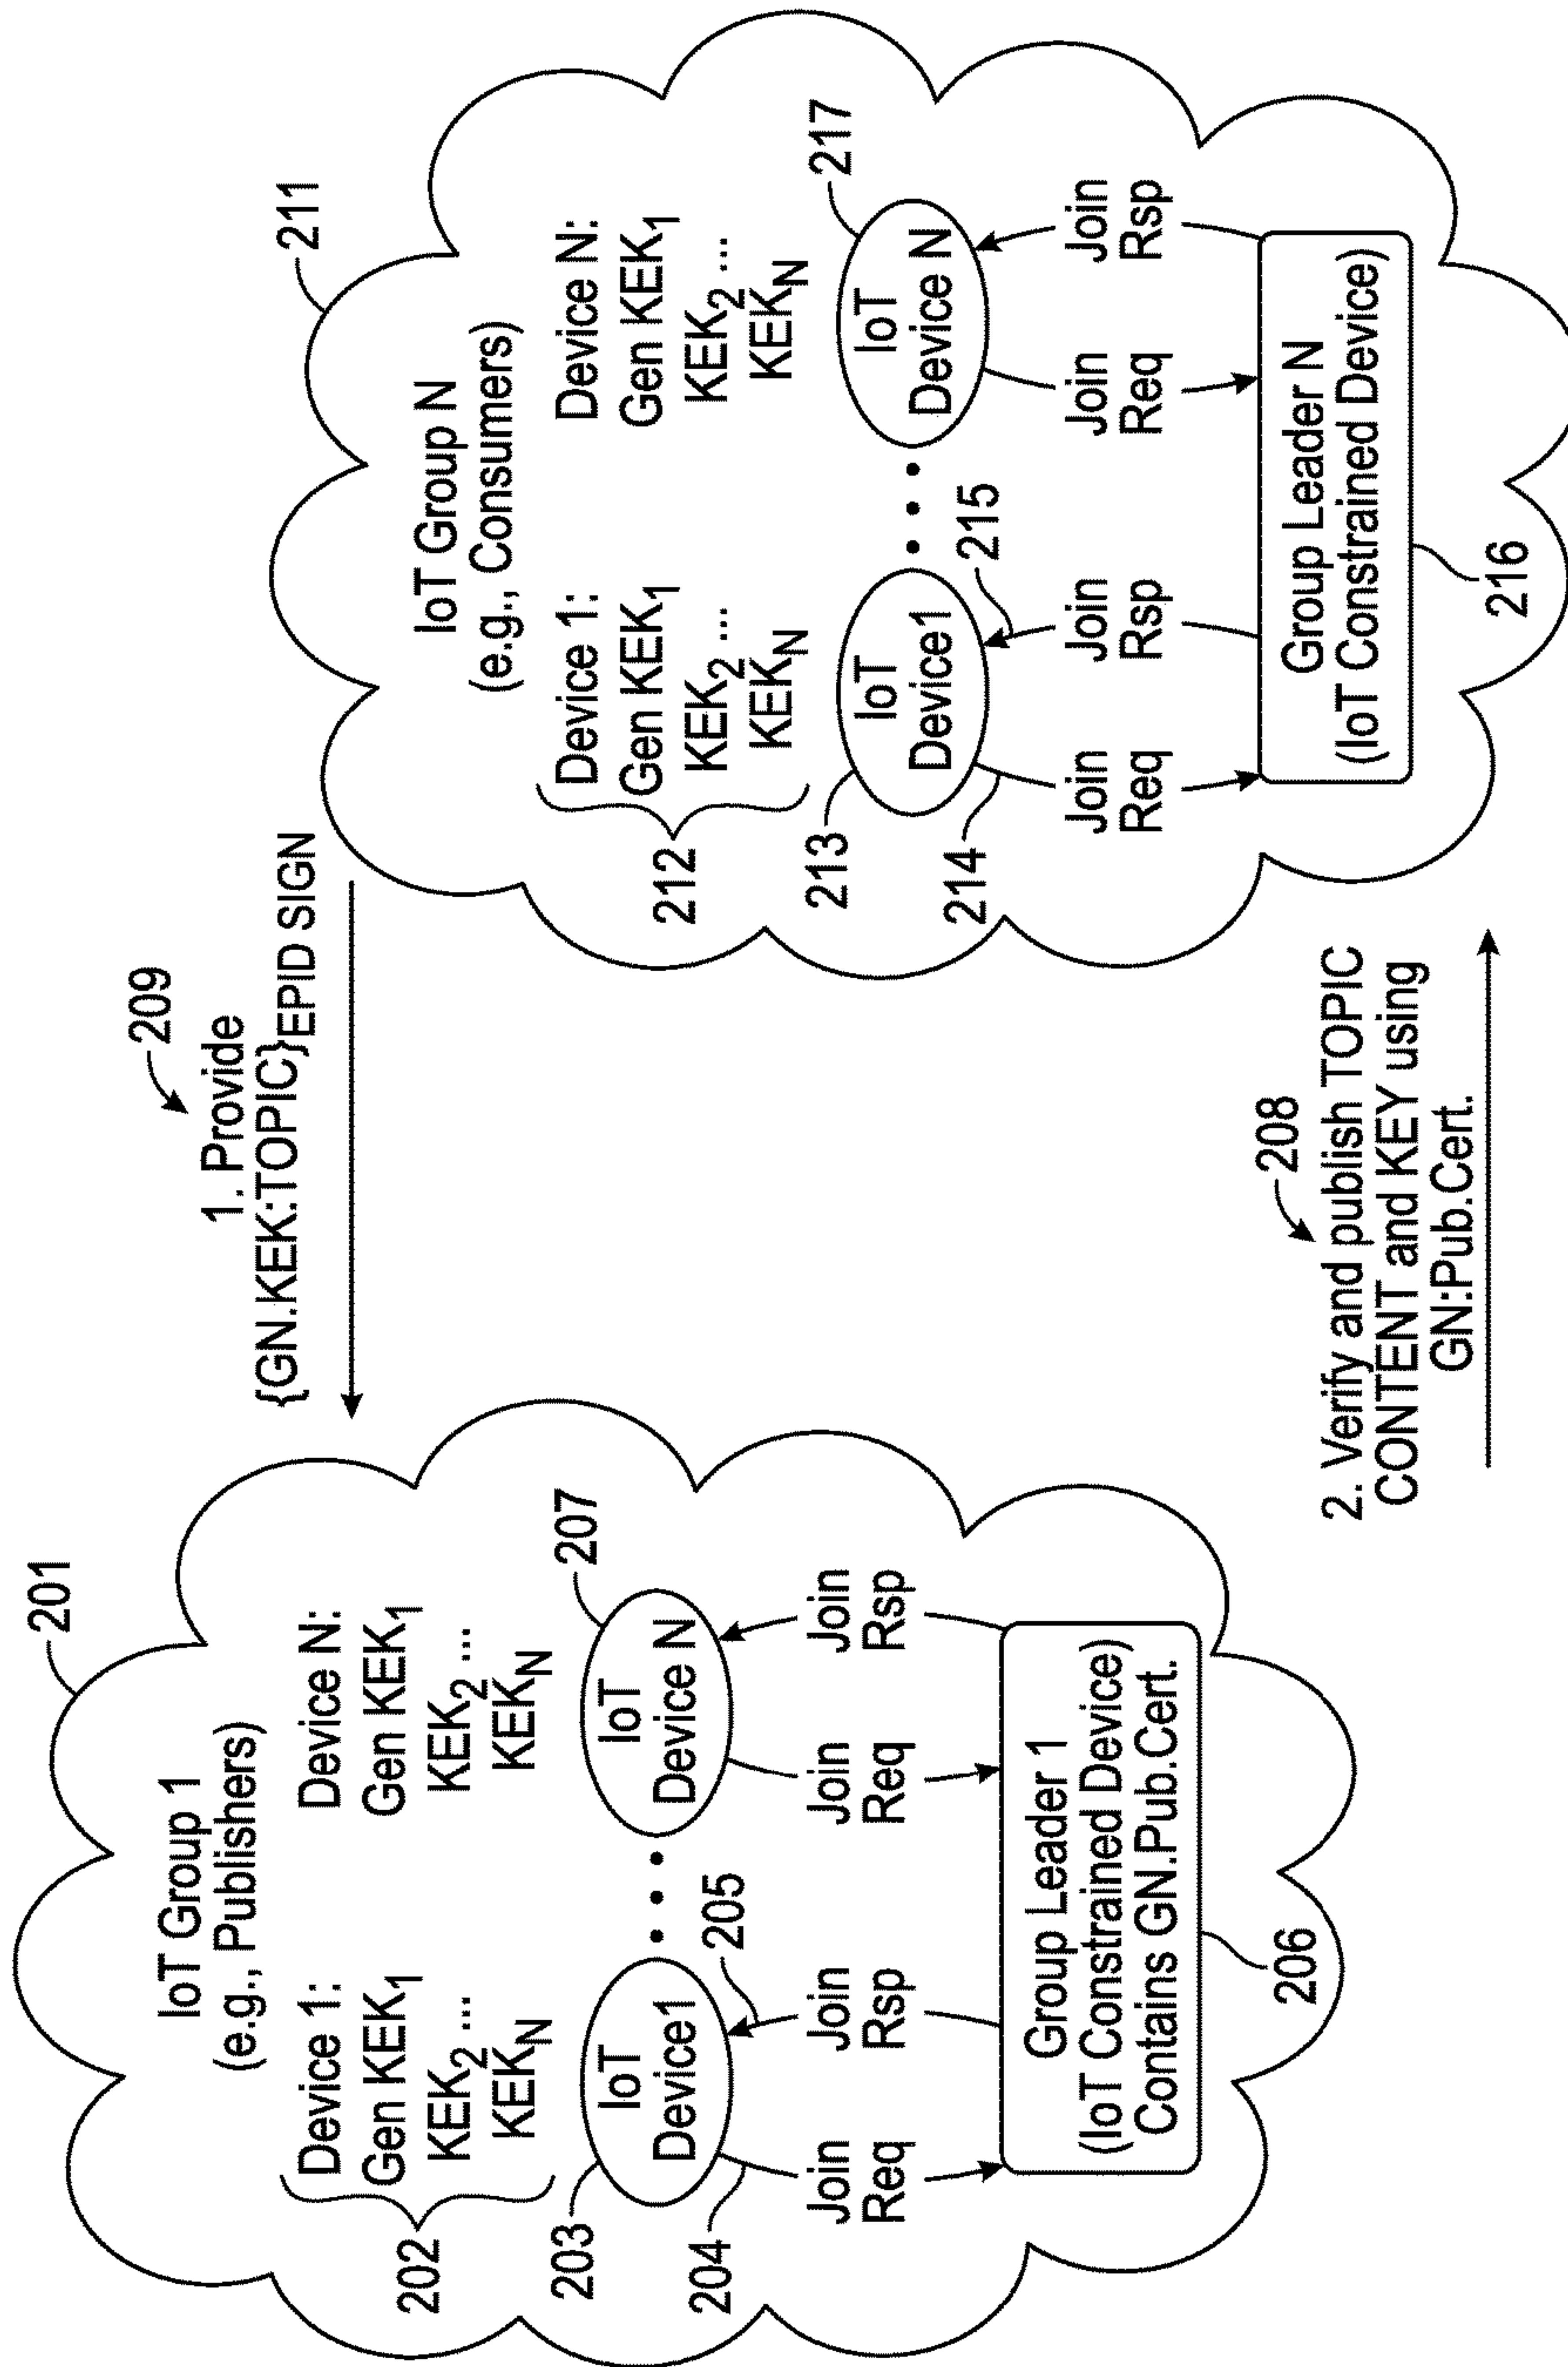 201
IoT Group 1
(e.g., Publishers)
Device 1:
Gen KEK1
KEK2 ...
KEKN
Device N:
Gen KEK1
KEK2 ...
KEKN
202
203
IoT
Device1
IoT
Device N
207
204
205
Join
Req
Join
Rsp
Join
Req
Join
Rsp
Group Leader 1
(IoT Constrained Device)
Contains GN.Pub.Cert.
206
209
1. Provide
{GN.KEK:TOPIC}EPID SIGN
208
2. Verify and publish TOPIC
CONTENT and KEY using
GN:Pub.Cert.
211
IoT Group N
(e.g., Consumers)
Device 1:
Gen KEK1
KEK2 ...
KEKN
Device N:
Gen KEK1
KEK2 ...
KEKN
212
213
IoT
Device1
IoT
Device N
217
214
215
Join
Req
Join
Rsp
Join
Req
Join
Rsp
Group Leader N
(IoT Constrained Device)
216